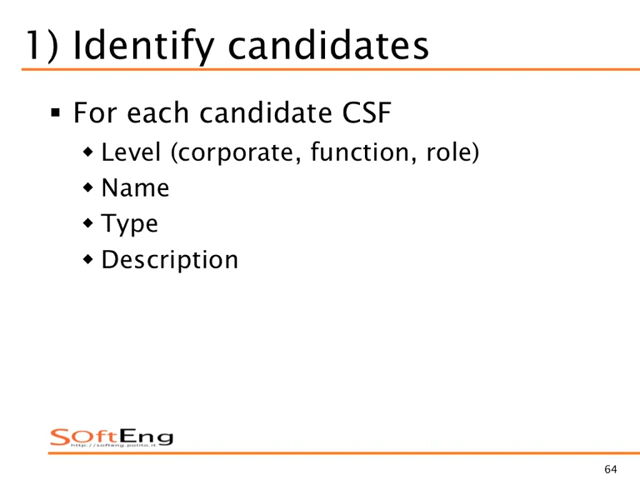 1) Identify candidates
▪ For each candidate CSF
◆ Level (corporate, function, role)
◆ Name
◆ Type
◆ Description
SOftEng
http://softeng.polito.it
64